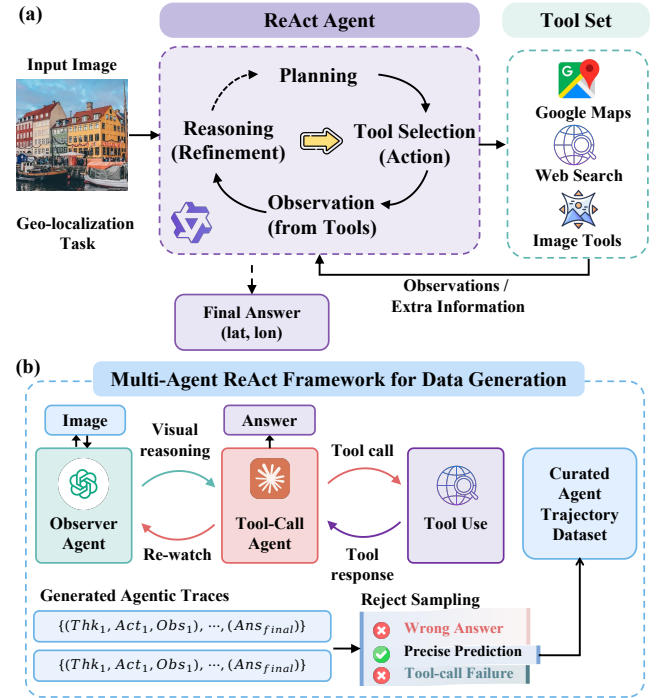 (a)
ReAct Agent
Tool Set
Input Image
Geo-localization
Task
Planning
Reasoning
(Refinement)
Tool Selection
(Action)
Observation
(from Tools)
Google Maps
Web Search
Image Tools
Observations /
Extra Information
Final Answer
(lat, lon)
(b)
Multi-Agent ReAct Framework for Data Generation
Image
Visual
reasoning
Answer
Tool call
Observer
Agent
Re-watch
Tool-Call
Agent
Tool
response
Tool Use
Curated
Agent
Trajectory
Dataset
Generated Agentic Traces
{(Thk₁, Act₁, Obs₁), ⋯, (Ans_final)}
{(Thk₁, Act₁, Obs₁), ⋯, (Ans_final)}
Reject Sampling
Wrong Answer
Precise Prediction
Tool-call Failure